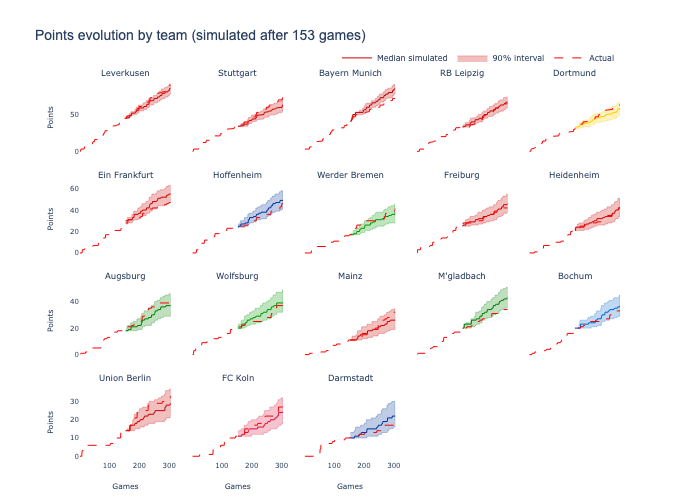 Points evolution by team (simulated after 153 games)
Median simulated 90% interval Actual
Leverkusen Stuttgart Bayern Munich RB Leipzig Dortmund
50
0
Points
Ein Frankfurt Hoffenheim Werder Bremen Freiburg Heidenheim
60
40
20
0
Points
Augsburg Wolfsburg Mainz M'gladbach Bochum
40
20
0
Points
Union Berlin FC Koln Darmstadt
30
20
10
0
Points
100 200 300 100 200 300 100 200 300
Games Games Games